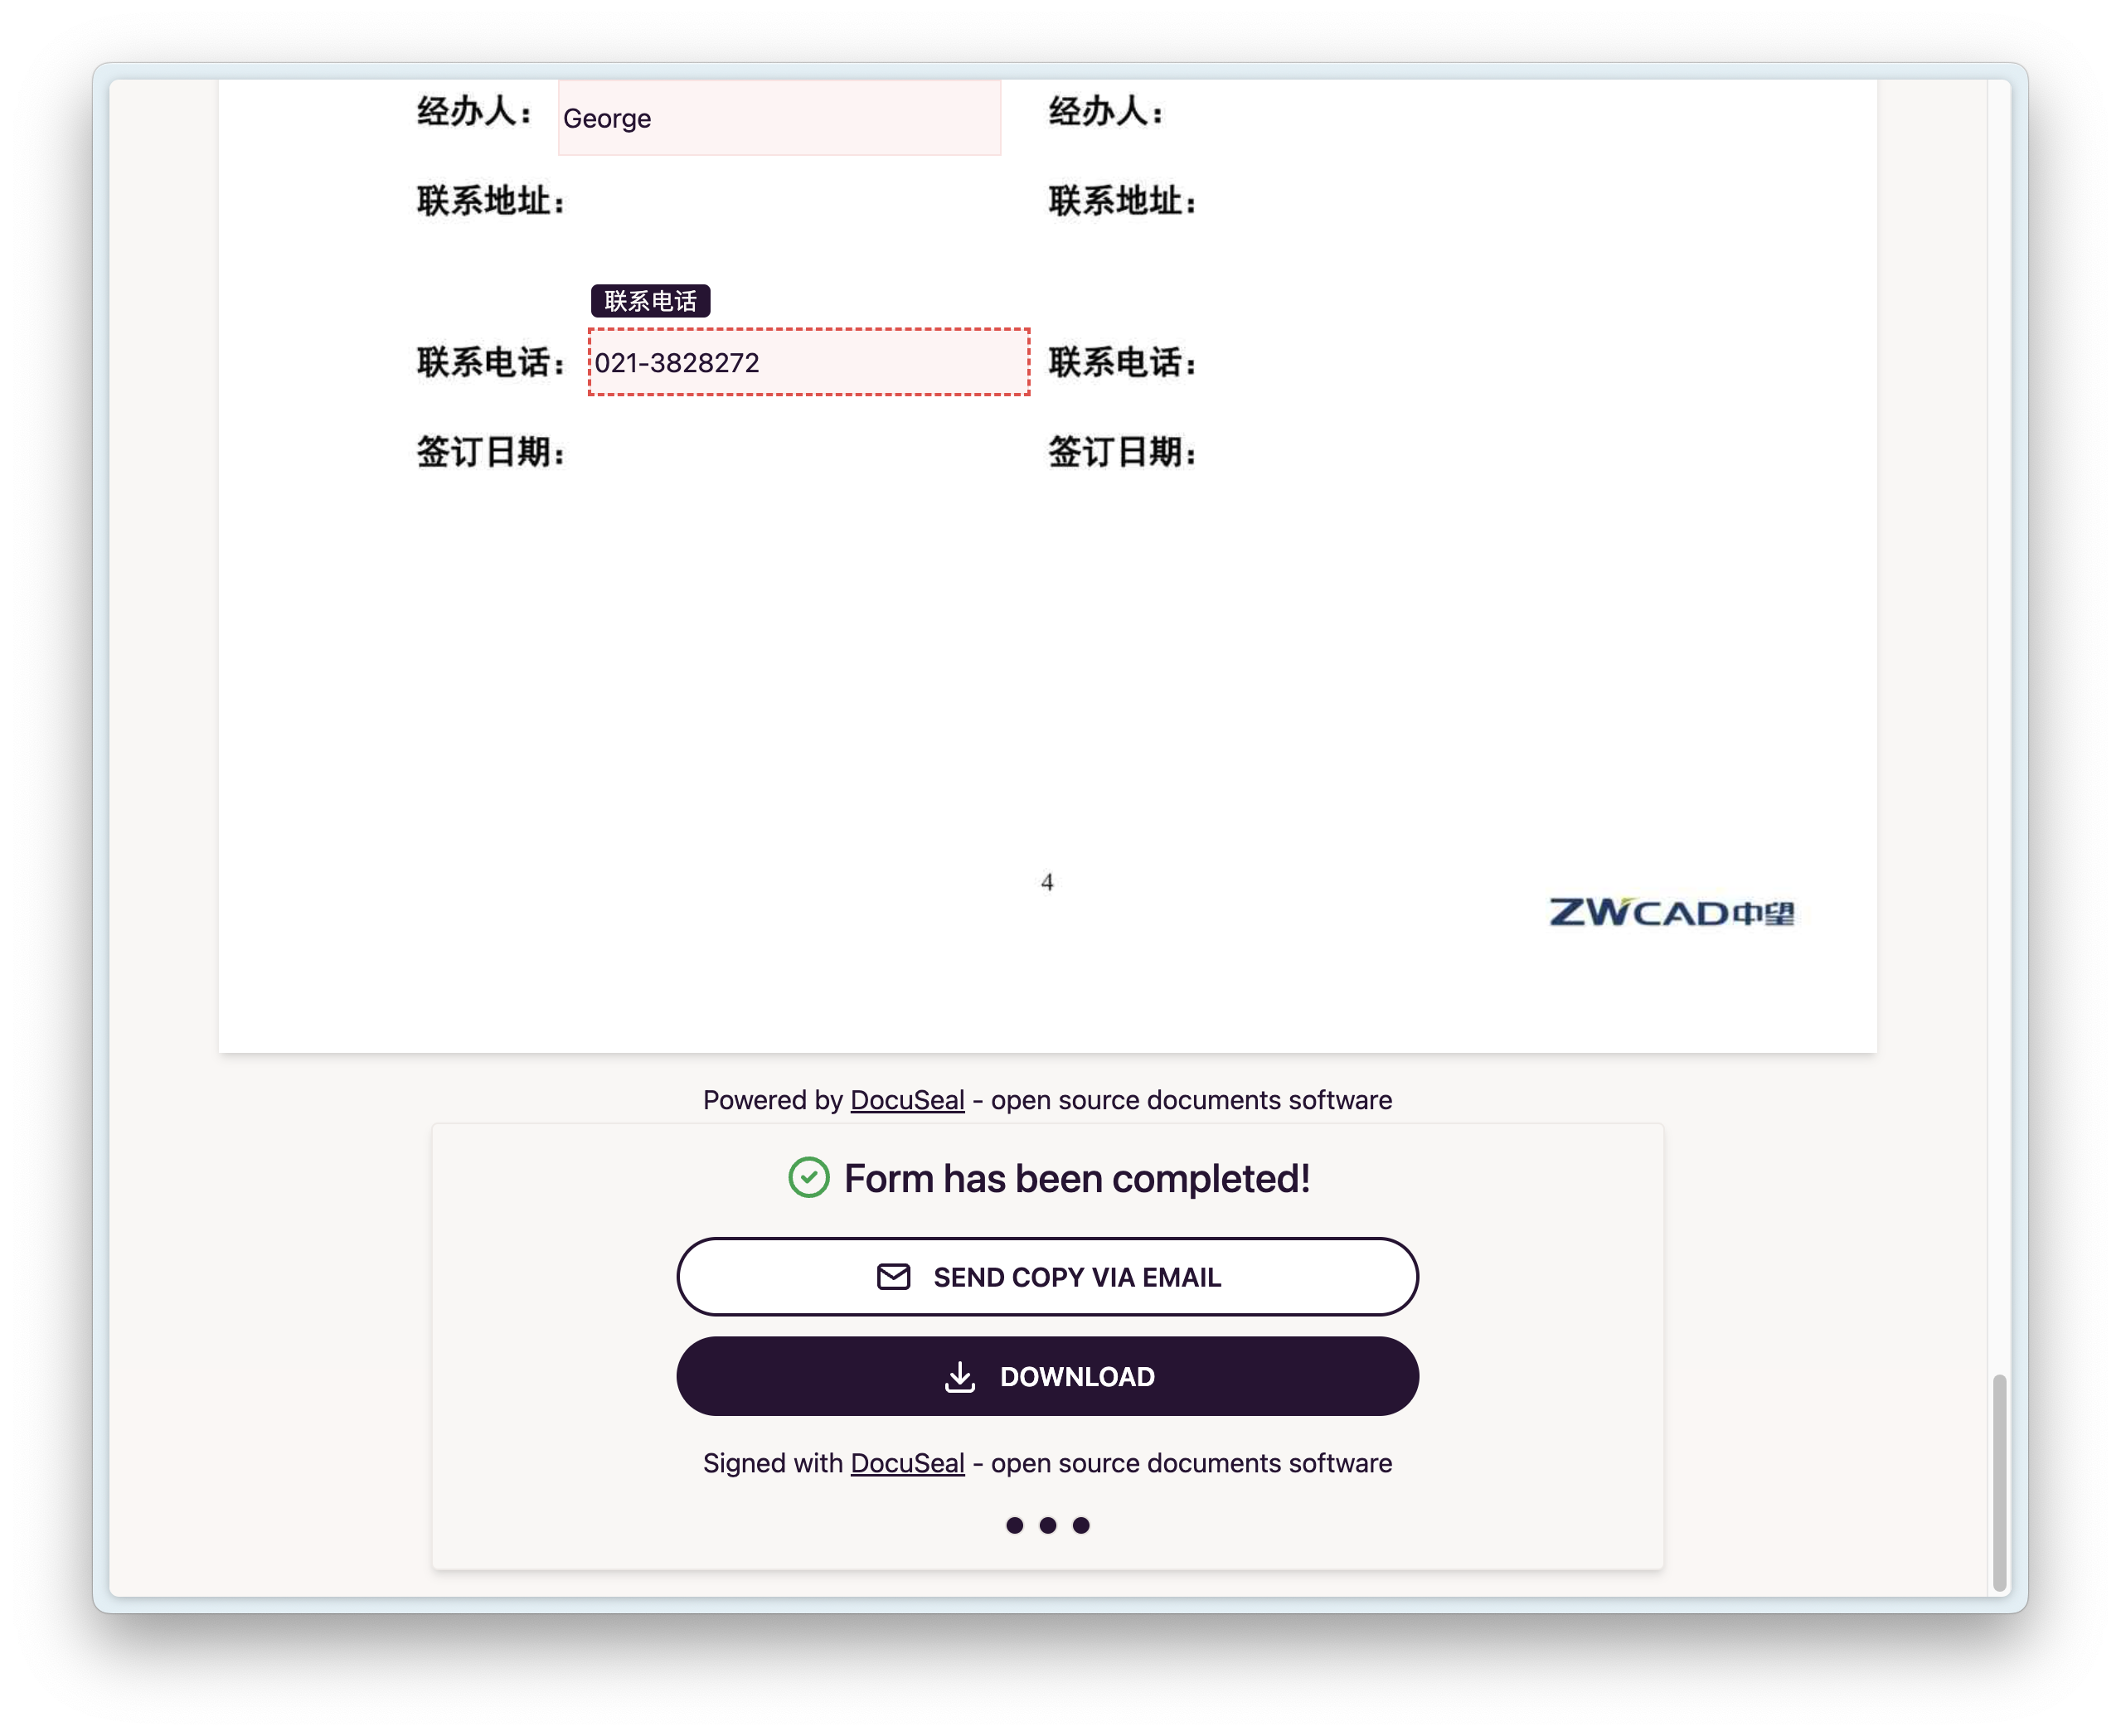 经办人： George 经办人：
联系地址： 联系地址：
联系电话
联系电话： 021-3828272 联系电话：
签订日期： 签订日期：
4
ZWCAD中望
Powered by DocuSeal - open source documents software
Form has been completed!
SEND COPY VIA EMAIL
DOWNLOAD
Signed with DocuSeal - open source documents software